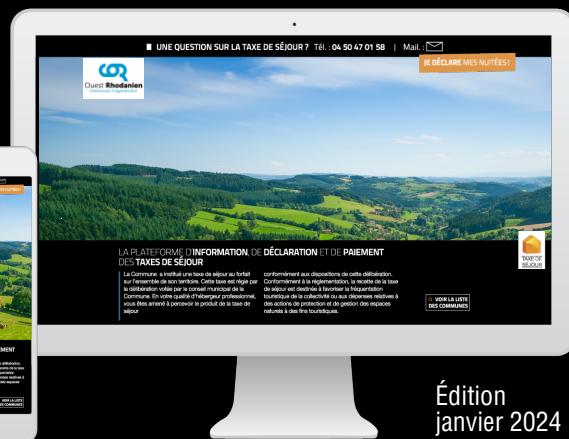 UNE QUESTION SUR LA TAXE DE SÉJOUR ? Tél. : 04 50 47 01 58 | Mail. :
JE DÉCLARE MES NUITÉES !
COR
Ouest Rhodanien
LA PLATEFORME D'INFORMATION, DE DÉCLARATION ET DE PAIEMENT
DES TAXES DE SÉJOUR
La Commune a institué une taxe de séjour au forfait
sur l'ensemble de son territoire. Cette taxe est régie par
la délibération votée par le conseil municipal de la
Commune. En votre qualité d'hébergeur professionnel,
vous êtes amené à percevoir le produit de la taxe de
séjour
conformément aux dispositions de cette délibération.
Conformément à la réglementation, la recette de la taxe
de séjour est destinée à favoriser la fréquentation
touristique de la collectivité ou aux dépenses relatives à
des actions de protection et de gestion des espaces
naturels à des fins touristiques.
TAXE DE
SÉJOUR
VOIR LA LISTE
DES COMMUNES
VOIR LA LISTE
DES COMMUNES
Édition
janvier 2024